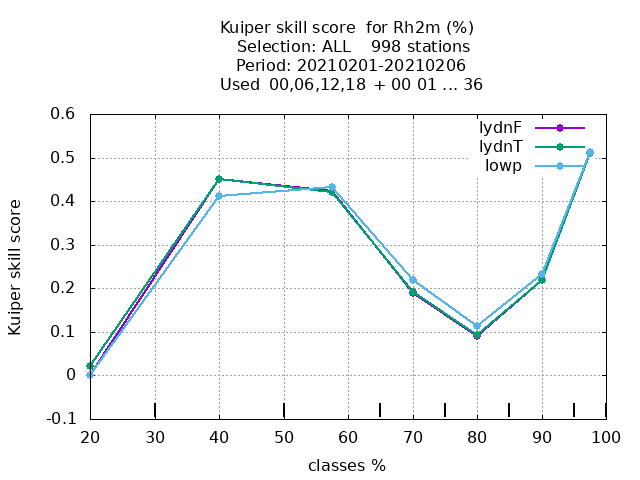 Kuiper skill score  for Rh2m (%)
Selection: ALL    998 stations
Period: 20210201-20210206
Used  00,06,12,18  + 00 01 ... 36
lydnF
lydnT
lowp
0.6
0.5
0.4
0.3
0.2
0.1
0
-0.1
Kuiper skill score
20 30 40 50 60 70 80 90 100
classes %